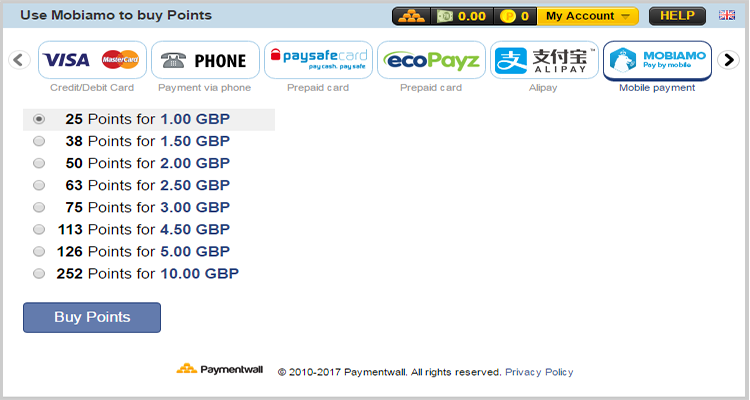 Use Mobiamo to buy Points
0.00
P 0
My Account
HELP
VISA
MasterCard
PHONE
paysafecard
pay cash. pay safe.
ecoPayz
支付宝™
ALIPAY
MOBIAMO
Pay by mobile
Credit/Debit Card
Payment via phone
Prepaid card
Prepaid card
Alipay
Mobile payment
25 Points for 1.00 GBP
38 Points for 1.50 GBP
50 Points for 2.00 GBP
63 Points for 2.50 GBP
75 Points for 3.00 GBP
113 Points for 4.50 GBP
126 Points for 5.00 GBP
252 Points for 10.00 GBP
Buy Points
Paymentwall © 2010-2017 Paymentwall. All rights reserved. Privacy Policy